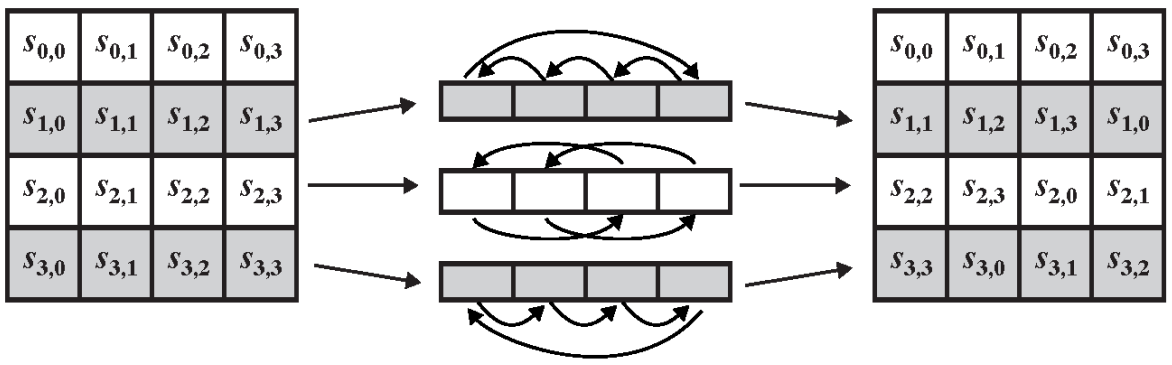 s0,0 s0,1 s0,2 s0,3 s0,0 s0,1 s0,2 s0,3
s1,0 s1,1 s1,2 s1,3 s1,1 s1,2 s1,3 s1,0
s2,0 s2,1 s2,2 s2,3 s2,2 s2,3 s2,0 s2,1
s3,0 s3,1 s3,2 s3,3 s3,3 s3,0 s3,1 s3,2